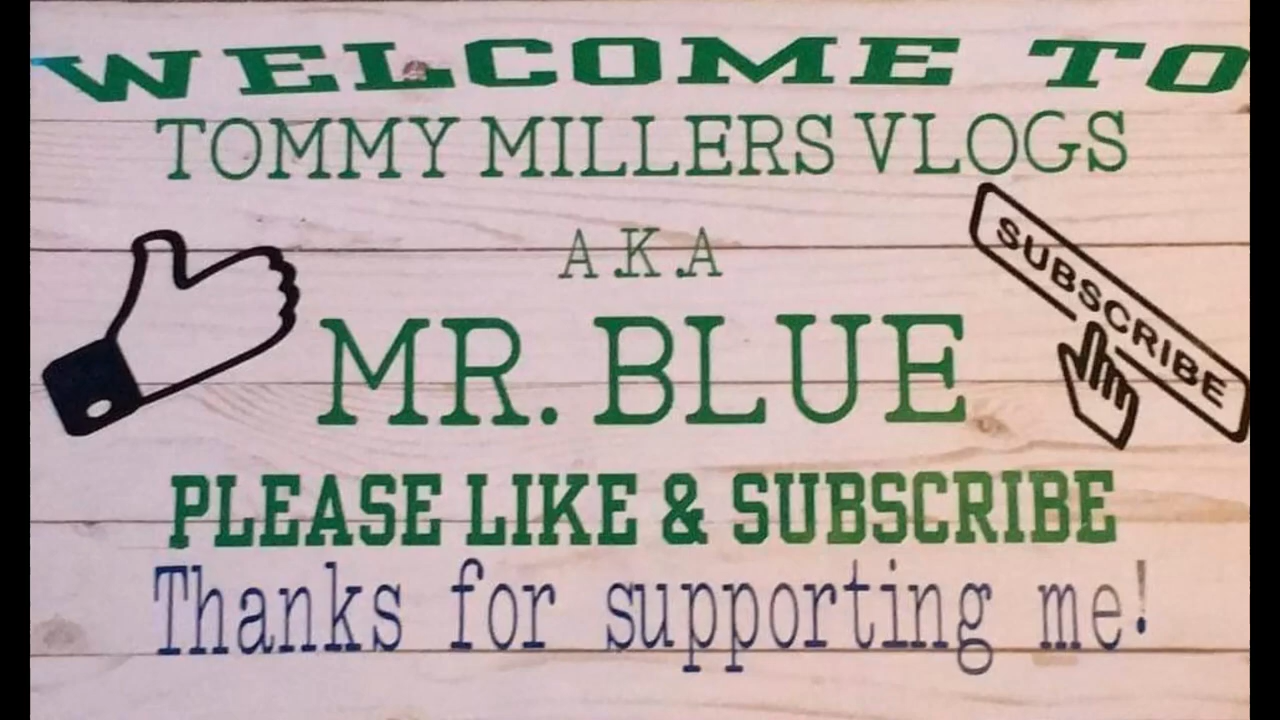 WELCOME TO
TOMMY MILLERS VLOGS
A.K.A
SUBSCRIBE
MR. BLUE
PLEASE LIKE & SUBSCRIBE
Thanks for supporting me!